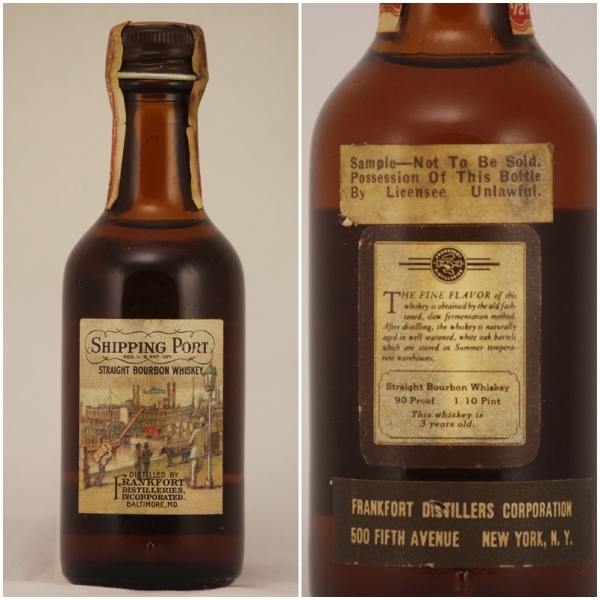 SHIPPING PORT
REG. U. S. PAT. OFF.
STRAIGHT BOURBON WHISKEY
DISTILLED BY
FRANKFORT
DISTILLERIES,
INCORPORATED.
BALTIMORE, MD.
1/2 P
Sample—Not To Be Sold.
Possession Of This Bottle
By Licensee Unlawful.
FRANKFORT
DISTILLERIES
THE FINE FLAVOR of this
whiskey is obtained by the old fash-
ioned, slow fermentation method.
After distilling, the whiskey is naturally
aged in well seasoned, white oak barrels
which are stored in Summer tempera-
ture warehouses.
Straight Bourbon Whiskey
90 Proof 1/10 Pint
This whiskey is
3 years old.
FRANKFORT DISTILLERS CORPORATION
500 FIFTH AVENUE NEW YORK, N. Y.